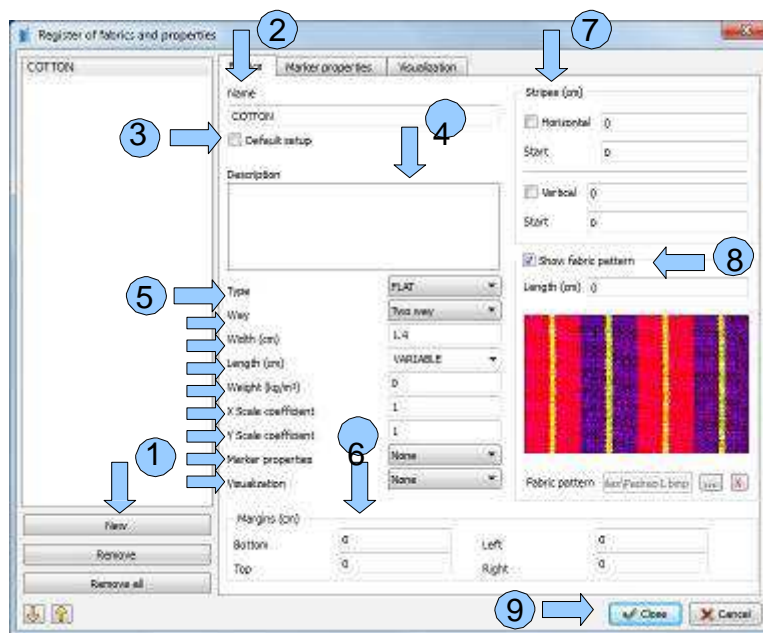 Register of fabrics and properties
2
7
COTTON
Marker properties
Visualization
Name
COTTON
3
Default setup
4
Description
Stripes (cm)
Horizontal 0
Start 0
Vertical 0
Start 0
Show fabric pattern
8
Length (cm) 0
5
Type FLAT
Way Two way
Width (cm) 1.4
Length (cm) VARIABLE
Weight (kg/m²) 0
X Scale coefficient 1
Y Scale coefficient 1
Marker properties None
Visualization None
1
6
Fabric pattern
... X
New
Remove
Remove all
Margins (cm)
Bottom 0 Left 0
Top 0 Right 0
9
Close
Cancel